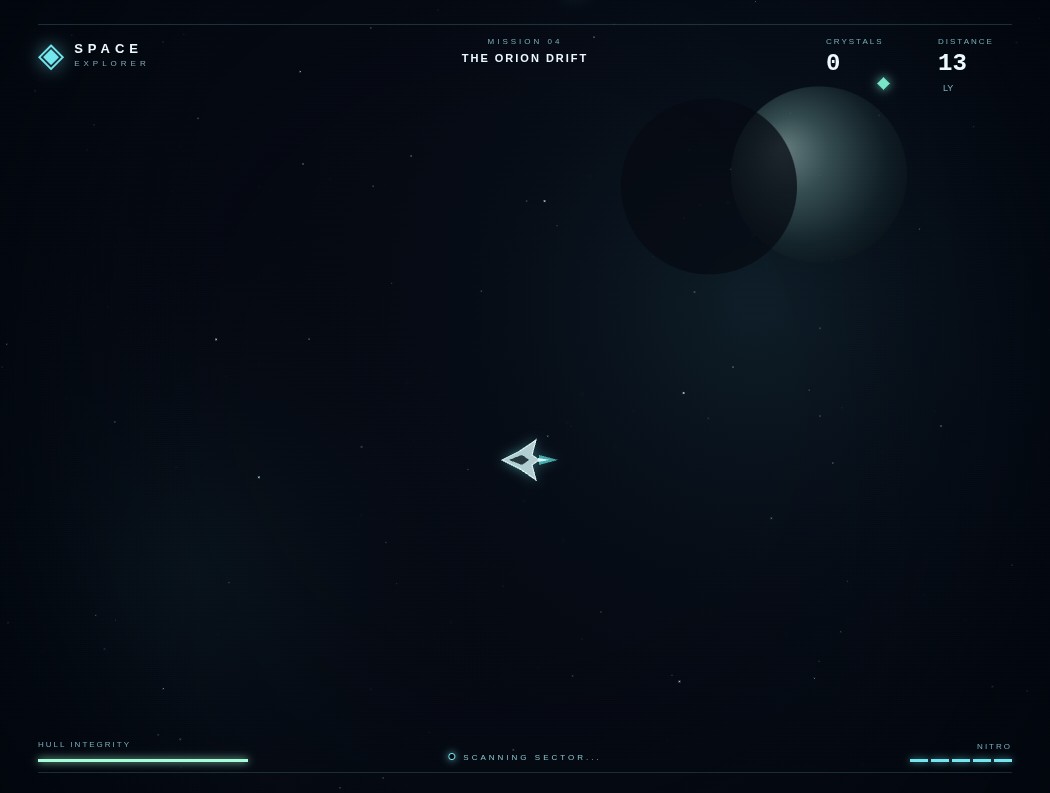 SPACE
EXPLORER
MISSION 04
THE ORION DRIFT
CRYSTALS
0
DISTANCE
13
LY
HULL INTEGRITY
SCANNING SECTOR...
NITRO